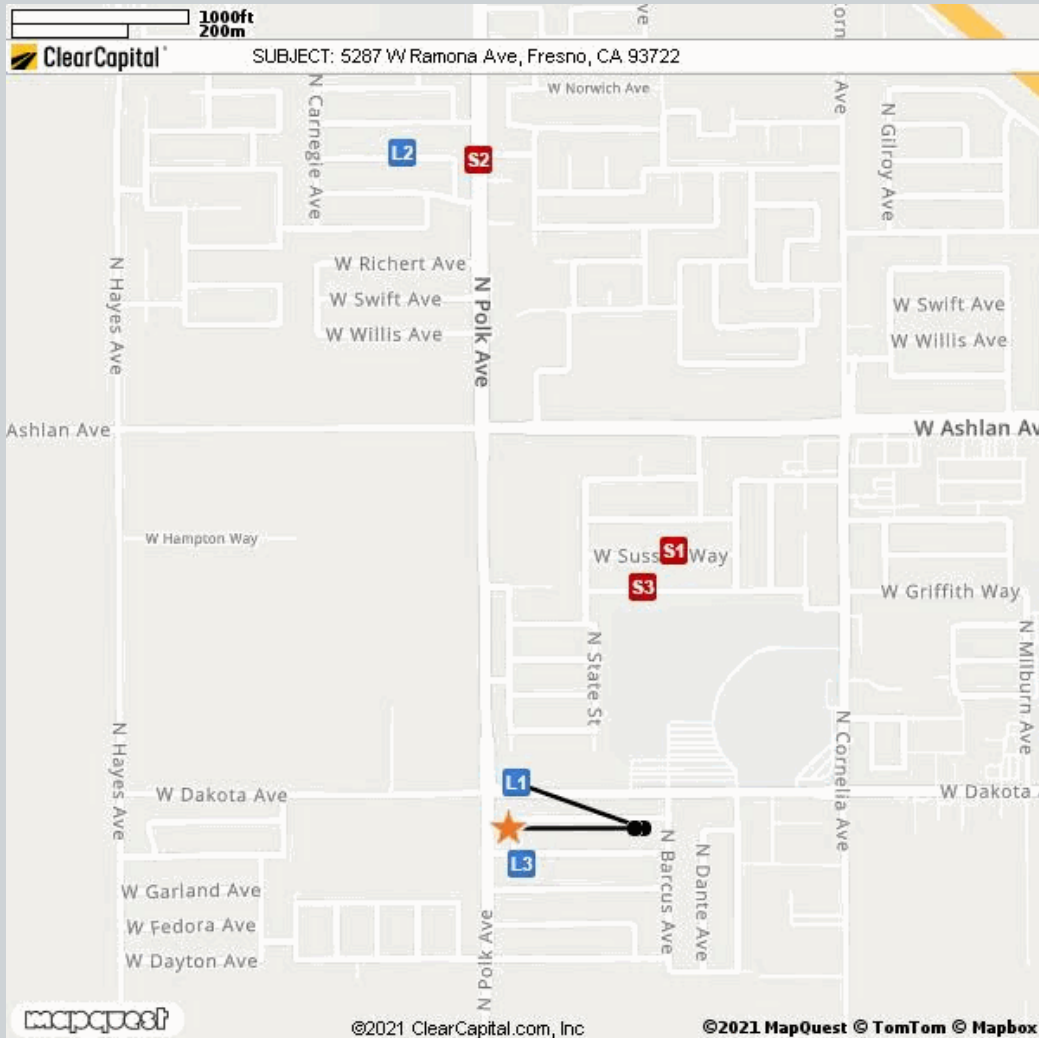 1000ft
200m
ve
orn
ClearCapital
SUBJECT: 5287 W Ramona Ave, Fresno, CA 93722
W Norwich Ave
N Carnegie Ave
Ave
N Gilroy Ave
L2
S2
W Richert Ave
N Hayes Ave
W Swift Ave
N Polk Ave
W Swift Ave
W Willis Ave
W Willis Ave
Ashlan Ave
W Ashlan Av
W Hampton Way
W Suss
S1
Way
S3
W Griffith Way
N State St
N Milburn Ave
N Hayes Ave
N Cornelia Ave
L1
W Dakota Ave
W Dakota
L3
N Barcus Ave
N Dante Ave
W Garland Ave
W Fedora Ave
W Dayton Ave
N Polk Ave
mapquest
©2021 ClearCapital.com, Inc
©2021 MapQuest © TomTom © Mapbox